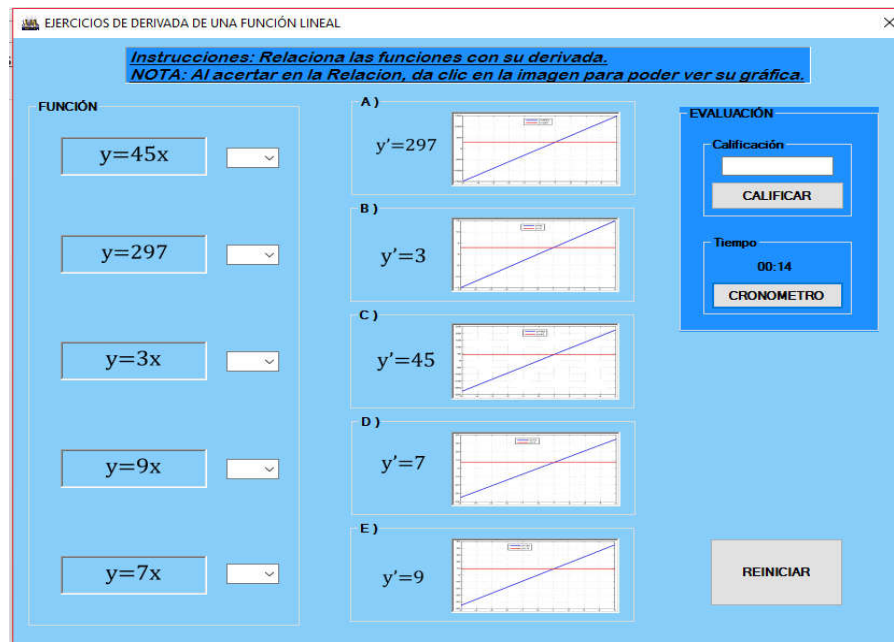 EJERCICIOS DE DERIVADA DE UNA FUNCIÓN LINEAL
Instrucciones: Relaciona las funciones con su derivada.
NOTA: Al acertar en la Relacion, da clic en la imagen para poder ver su gráfica.
FUNCIÓN
y=45x
y=297
y=3x
y=9x
y=7x
A )
y'=297
B )
y'=3
C )
y'=45
D )
y'=7
E )
y'=9
EVALUACIÓN
Calificación
CALIFICAR
Tiempo
00:14
CRONOMETRO
REINICIAR